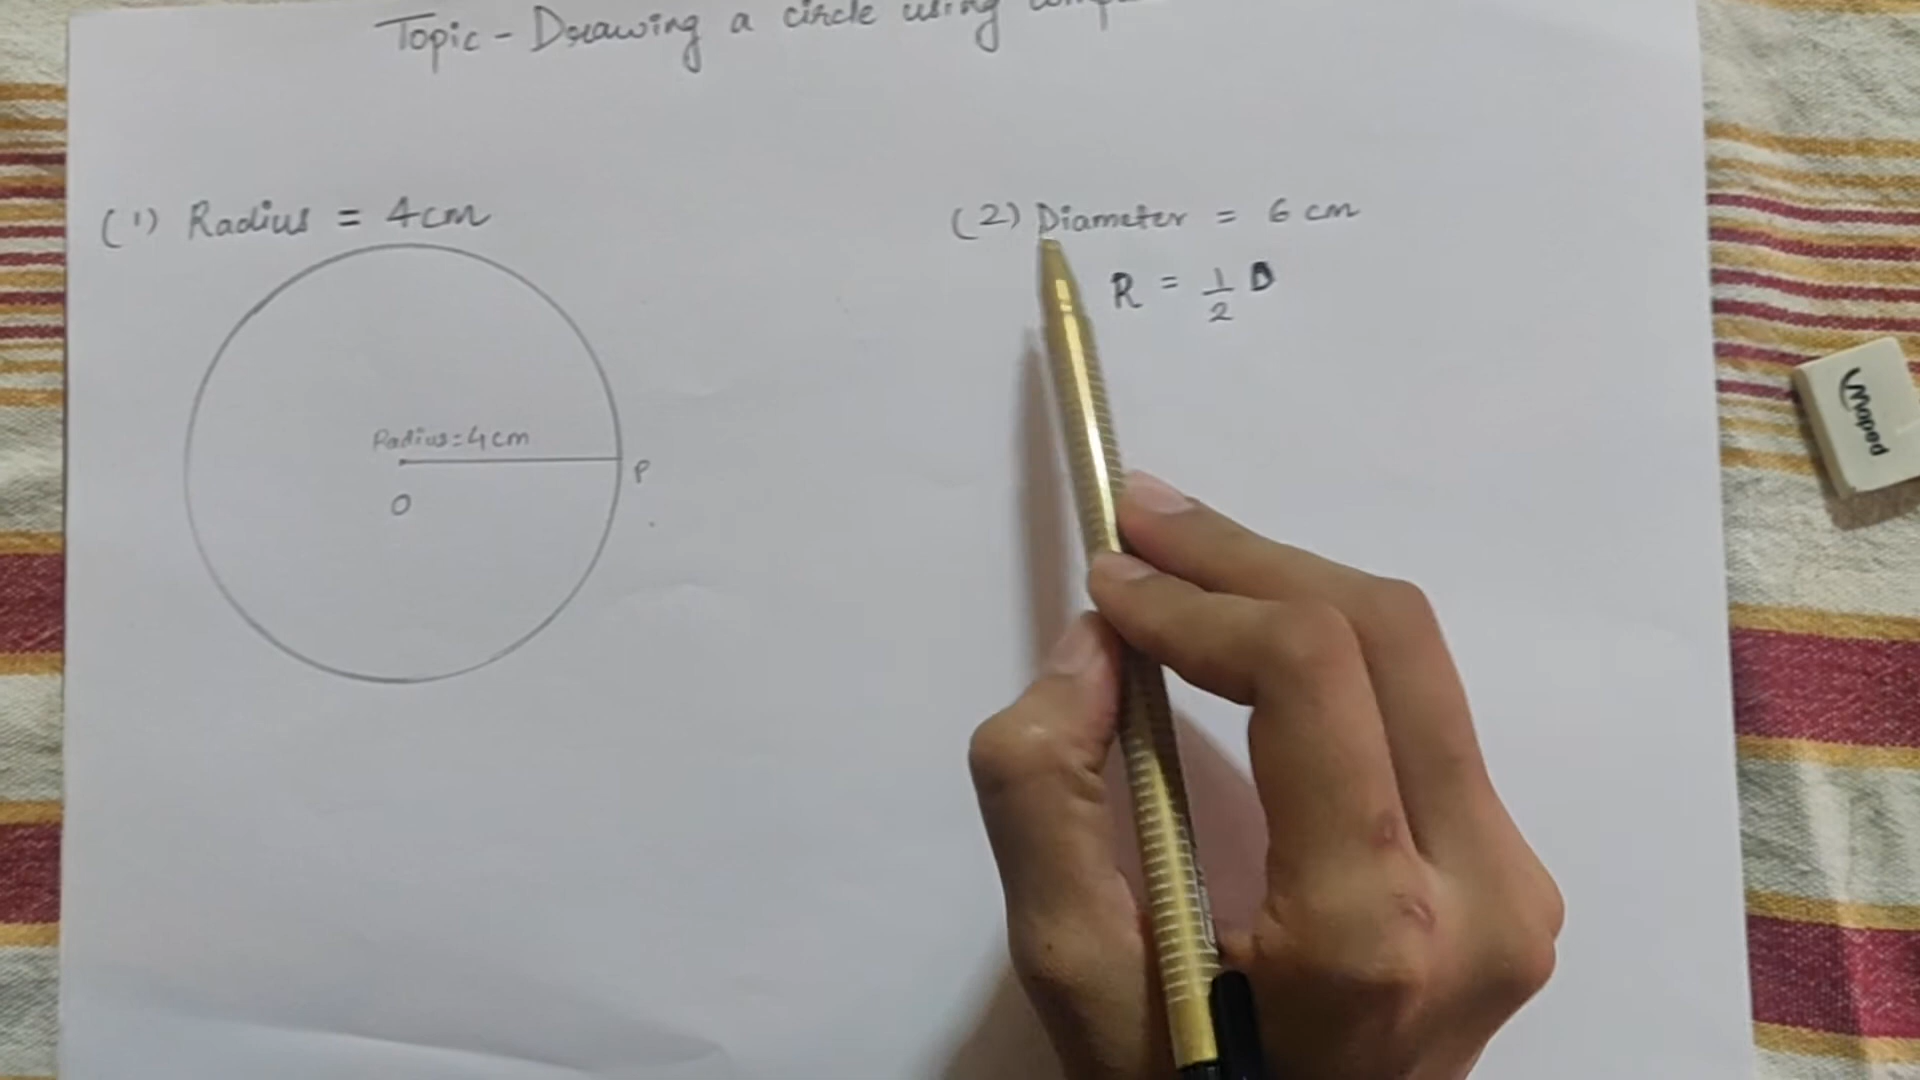 Topic - Drawing a circle using
(1) Radius = 4cm
Radius=4cm
P
O
(2) Diameter = 6 cm
R = 1/2 D
Maped